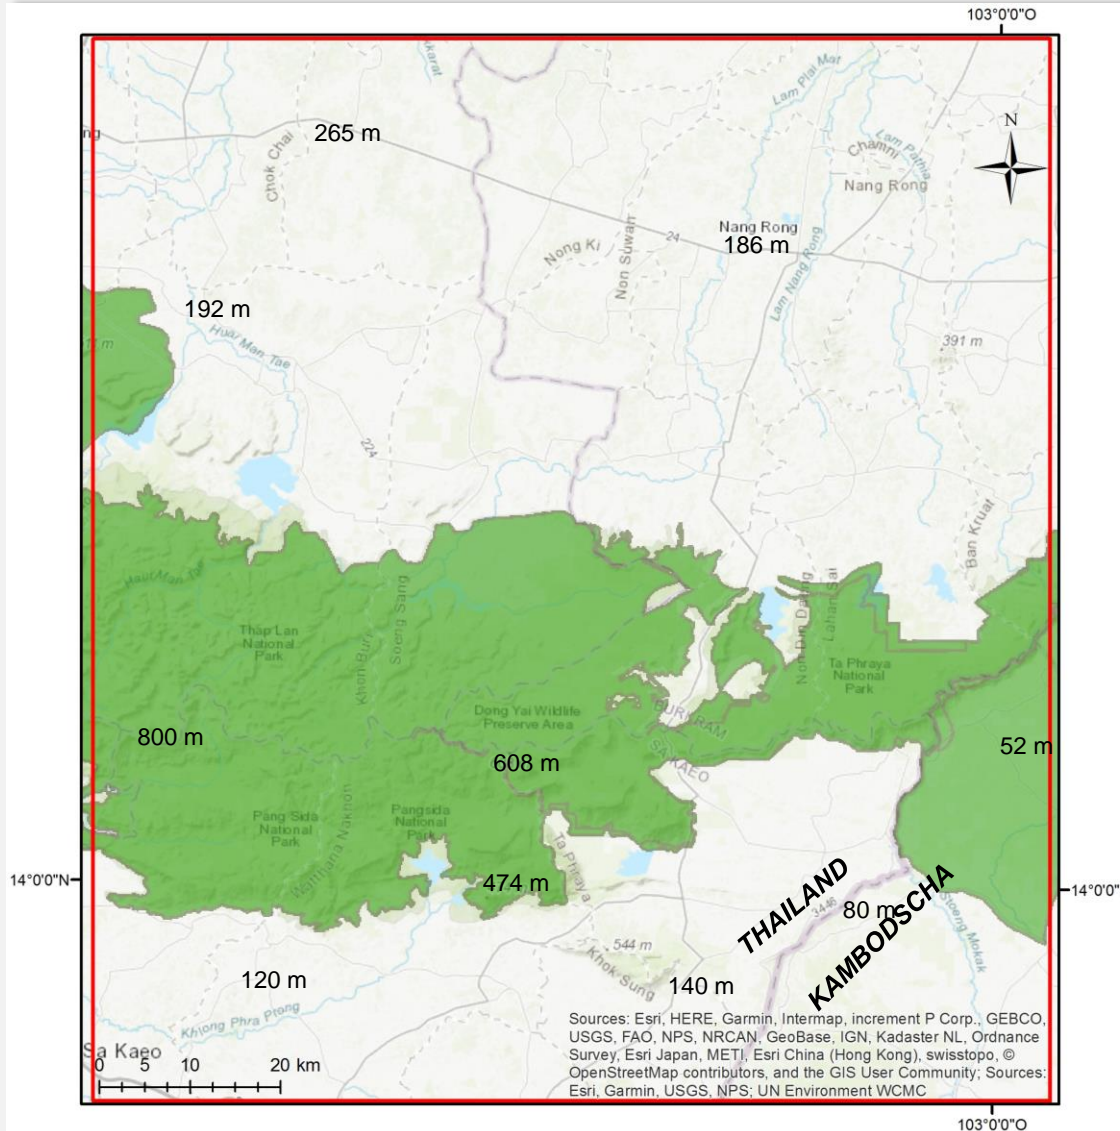 103°0'0"O
N
ng
Akarat
265 m
Chok Chai
Lam Plai Mat
Lam Pathia
Chamni
Nang Rong
Nang Rong
186 m
24
Nong Ki
Non Suwan
Lam Nang Rong
192 m
Huai Man Tae
11 m
391 m
224
Ban Kruat
Thap Lan
National
Park
Khon Buri
Soeng Sang
Non Din Daeng
Lahan Sai
Ta Phraya
National
Park
Dong Yai Wildlife
Preserve Area
BURIRAM
SA KAEO
800 m
608 m
52 m
Pang Sida
National
Park
Watthana Nakhon
Pangsida
National
Park
Ta Phraya
474 m
14°0'0"N
14°0'0"
THAILAND
3446
80 m
KAMBODSCHA
Stoeng Mokak
544 m
Khok Sung
120 m
140 m
Khlong Phra Prong
Sa Kaeo
0 5 10 20 km
Sources: Esri, HERE, Garmin, Intermap, increment P Corp., GEBCO,
USGS, FAO, NPS, NRCAN, GeoBase, IGN, Kadaster NL, Ordnance
Survey, Esri Japan, METI, Esri China (Hong Kong), swisstopo, ©
OpenStreetMap contributors, and the GIS User Community; Sources:
Esri, Garmin, USGS, NPS; UN Environment WCMC
103°0'0"O